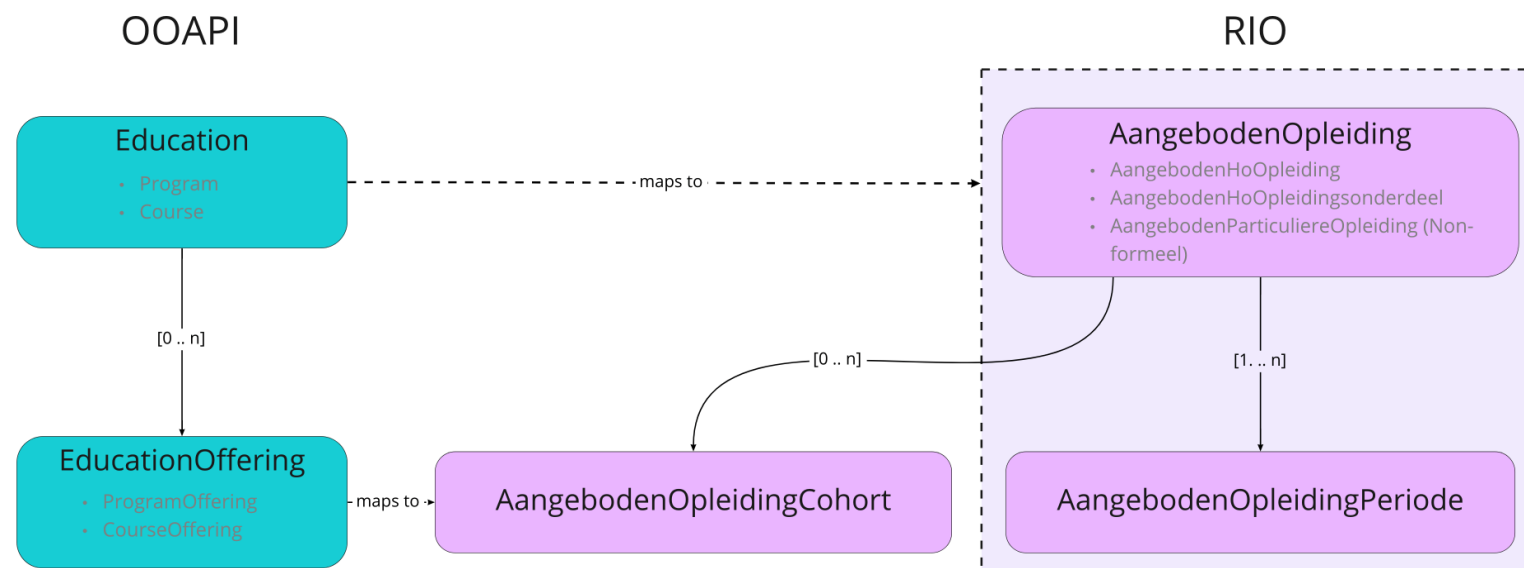 OOAPI
RIO
Education
• Program
• Course
maps to
AangebodenOpleiding
• AangebodenHoOpleiding
• AangebodenHoOpleidingsonderdeel
• AangebodenParticuliereOpleiding (Non-
formeel)
[0 .. n]
[0 .. n]
[1. .. n]
EducationOffering
• ProgramOffering
• CourseOffering
maps to
AangebodenOpleidingCohort
AangebodenOpleidingPeriode